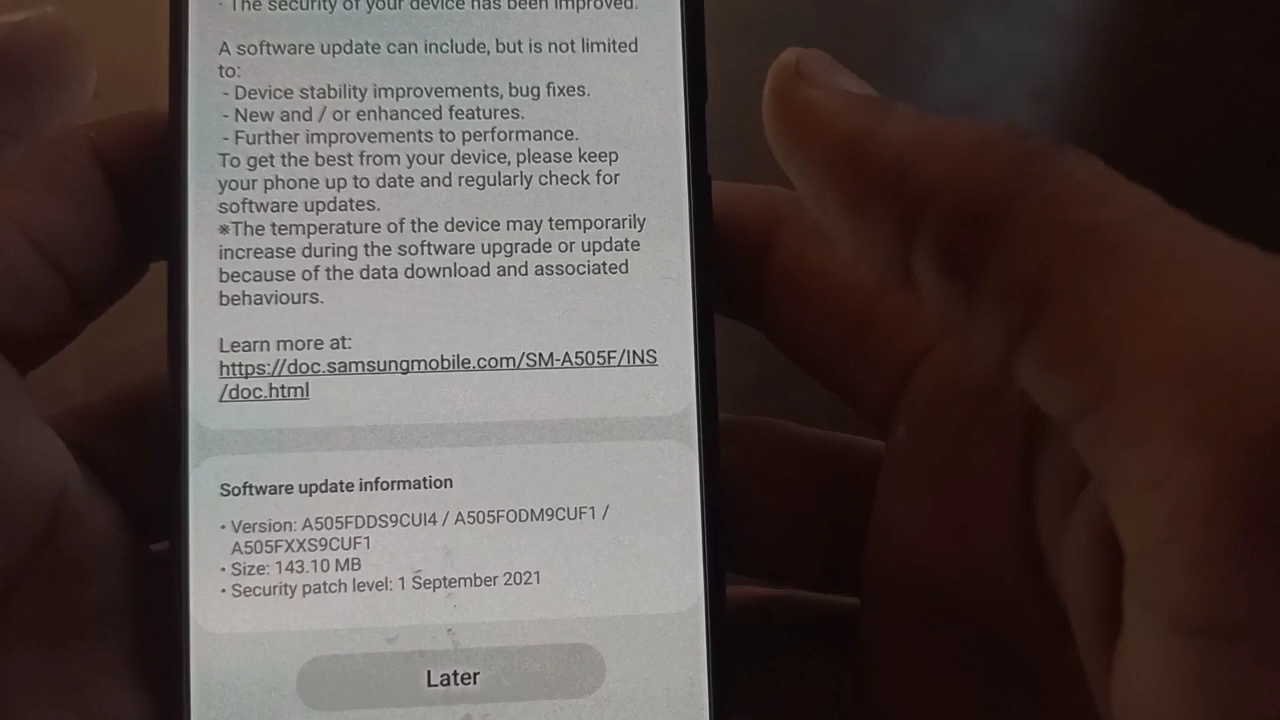 · The security of your device has been improved.
A software update can include, but is not limited
to:
- Device stability improvements, bug fixes.
- New and / or enhanced features.
- Further improvements to performance.
To get the best from your device, please keep
your phone up to date and regularly check for
software updates.
※The temperature of the device may temporarily
increase during the software upgrade or update
because of the data download and associated
behaviours.
Learn more at:
https://doc.samsungmobile.com/SM-A505F/INS
/doc.html
Software update information
• Version: A505FDDS9CUI4 / A505FODM9CUF1 /
A505FXXS9CUF1
• Size: 143.10 MB
• Security patch level: 1 September 2021
Later